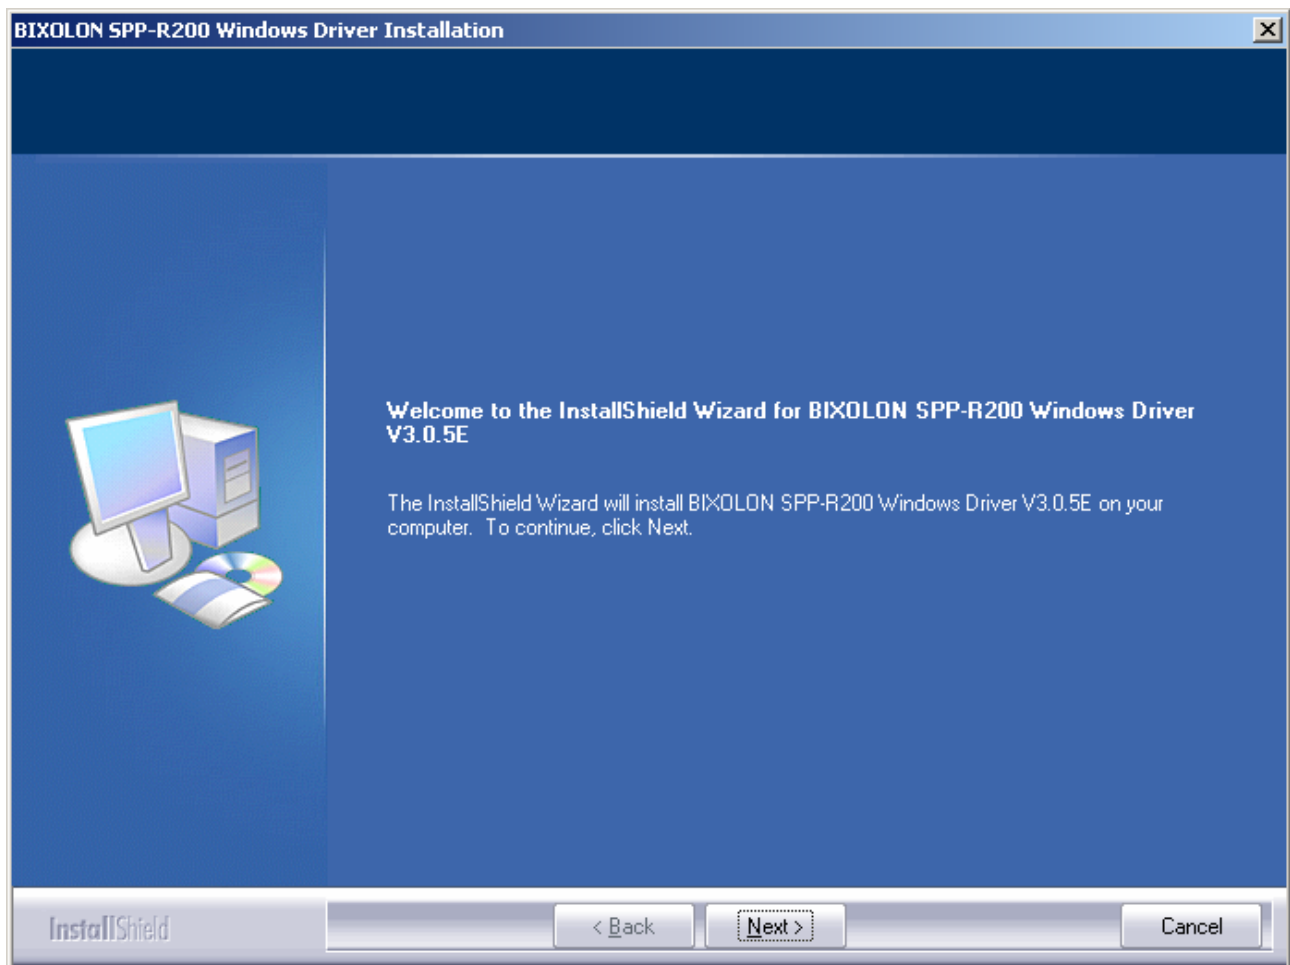 BIXOLON SPP-R200 Windows Driver Installation
Welcome to the InstallShield Wizard for BIXOLON SPP-R200 Windows Driver
V3.0.5E
The InstallShield Wizard will install BIXOLON SPP-R200 Windows Driver V3.0.5E on your
computer.  To continue, click Next.
InstallShield
< Back
Next >
Cancel